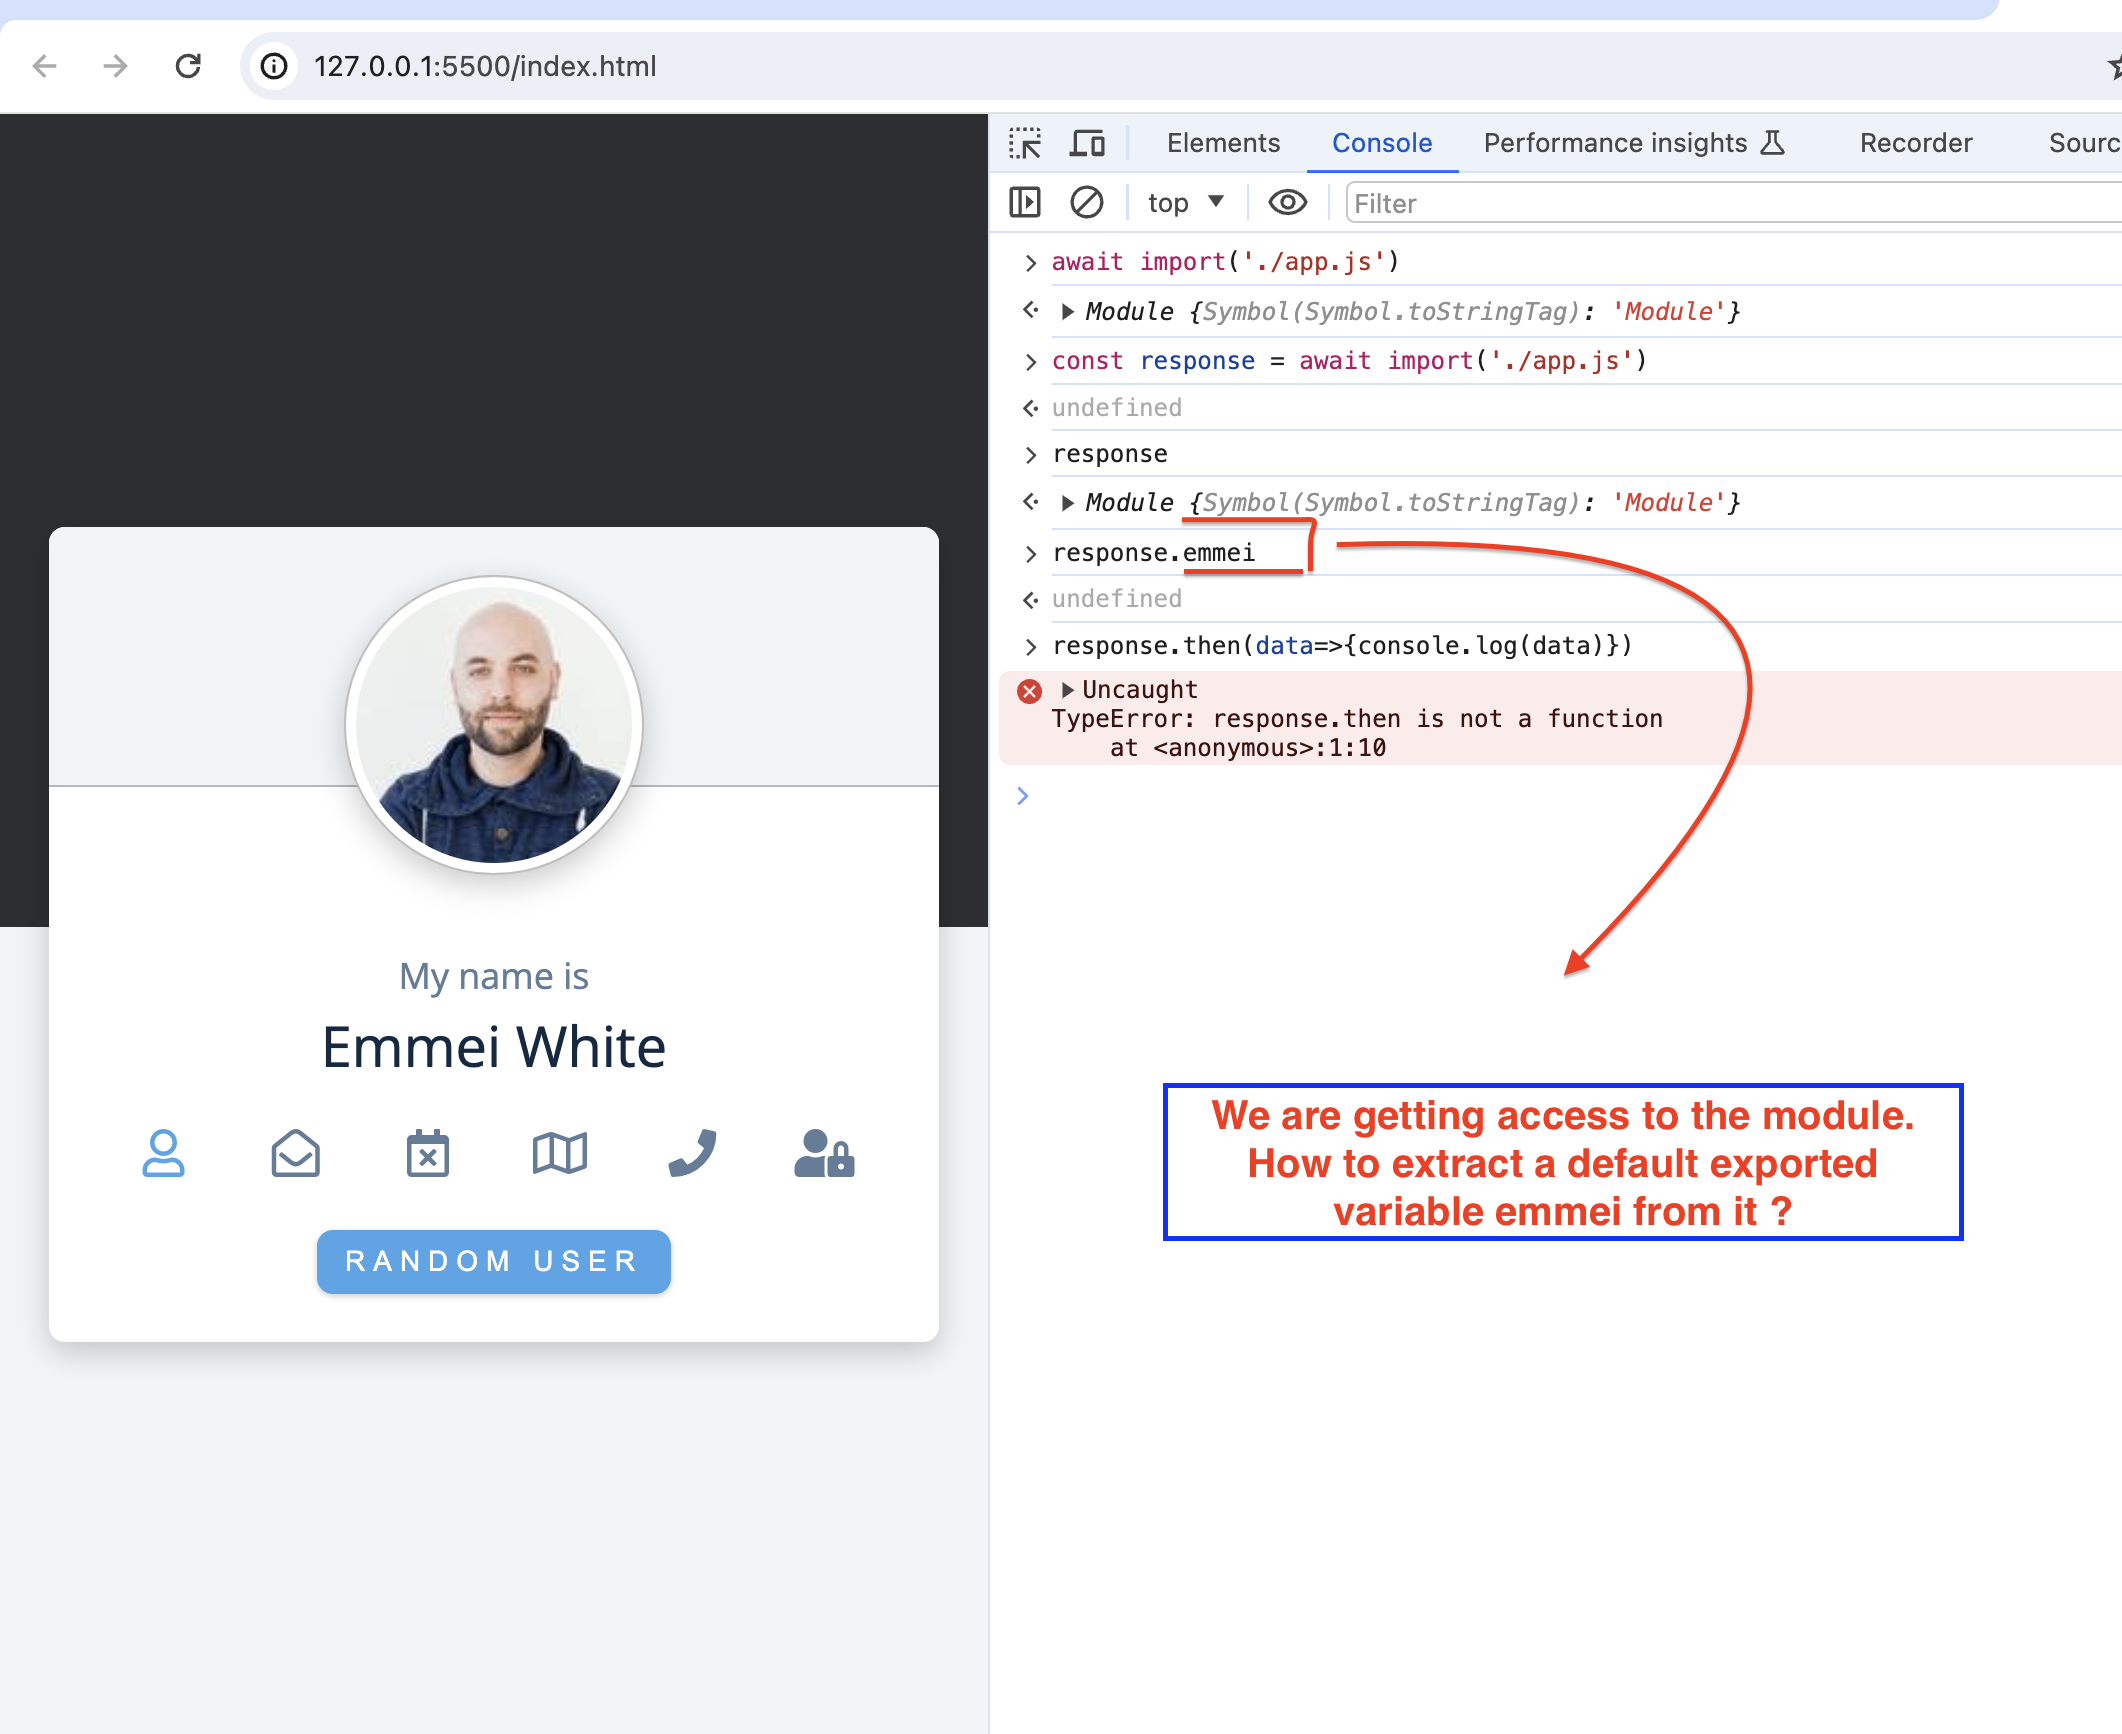 127.0.0.1:5500/index.html
Elements Console Performance insights Recorder
top Filter
await import('./app.js')
Module {Symbol(Symbol.toStringTag): 'Module'}
const response = await import('./app.js')
undefined
response
Module {Symbol(Symbol.toStringTag): 'Module'}
response.emmei
undefined
response.then(data=>{console.log(data)})
Uncaught
TypeError: response.then is not a function
at <anonymous>:1:10
My name is
Emmei White
RANDOM USER
We are getting access to the module.
How to extract a default exported
variable emmei from it ?